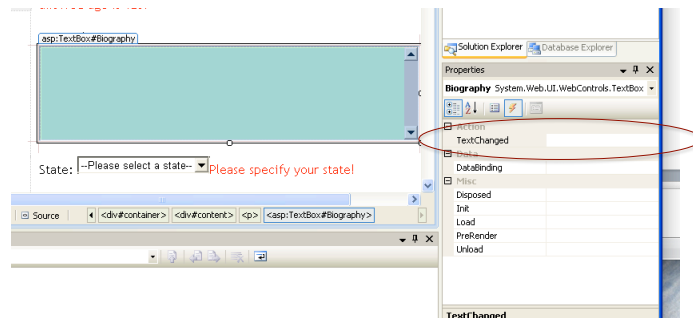 asp:TextBox#Biography
State: --Please select a state-- Please specify your state!
Source <div#container> <div#content> <p> <asp:TextBox#Biography>
Solution Explorer Database Explorer
Properties
Biography System.Web.UI.WebControls.TextBox
Action
TextChanged
Data
DataBinding
Misc
Disposed
Init
Load
PreRender
Unload
TextChanged